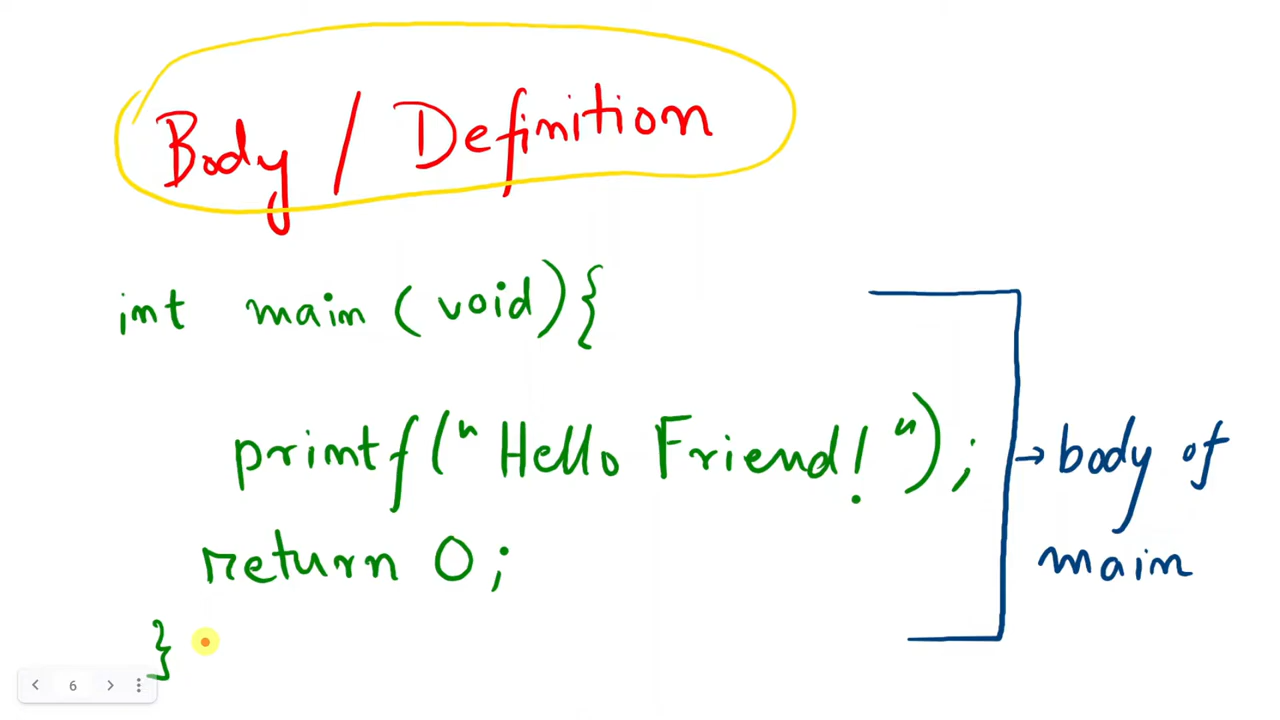 Body / Definition
int main (void){
printf("Hello Friend!");
return 0;
}
→ body of
main
6